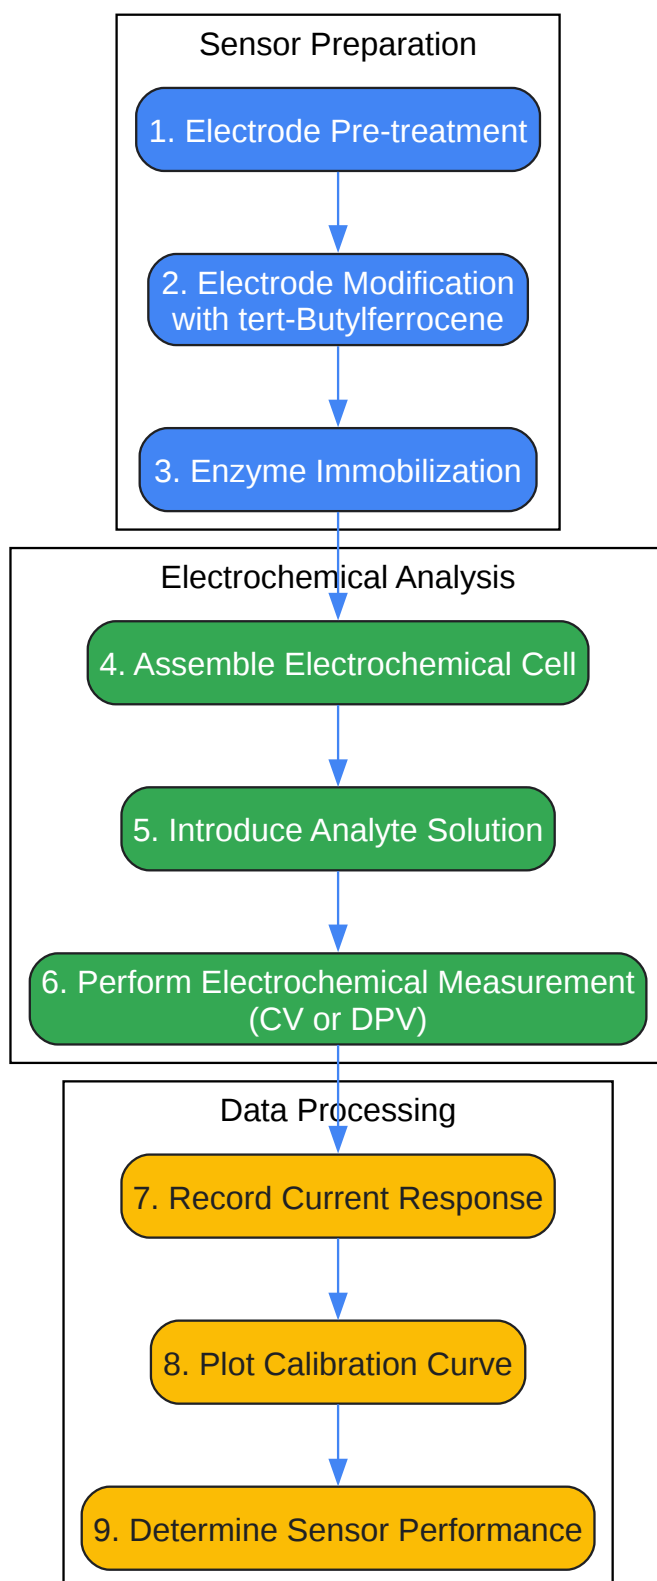 Sensor Preparation
1. Electrode Pre-treatment
2. Electrode Modification
with tert-Butylferrocene
3. Enzyme Immobilization
Electrochemical Analysis
4. Assemble Electrochemical Cell
5. Introduce Analyte Solution
6. Perform Electrochemical Measurement
(CV or DPV)
Data Processing
7. Record Current Response
8. Plot Calibration Curve
9. Determine Sensor Performance